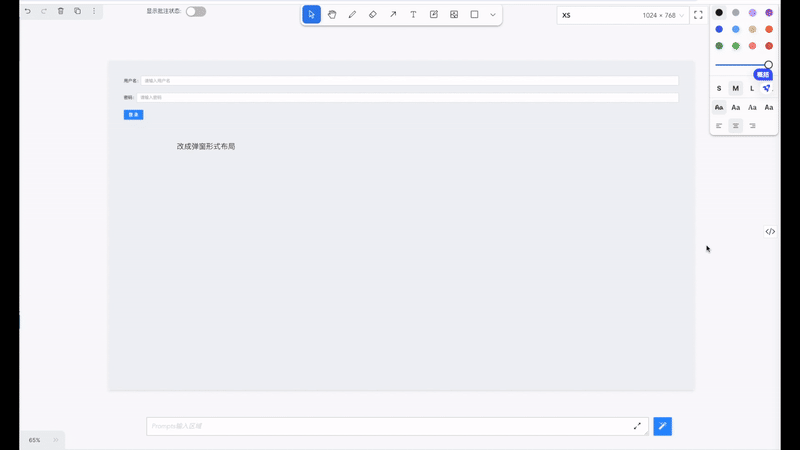 显示批注状态:
XS 1024 × 768
概括
S M L
Aa Aa Aa Aa
用户名: 请输入用户名
密码: 请输入密码
登 录
改成弹窗形式布局
Prompts输入区域
65%